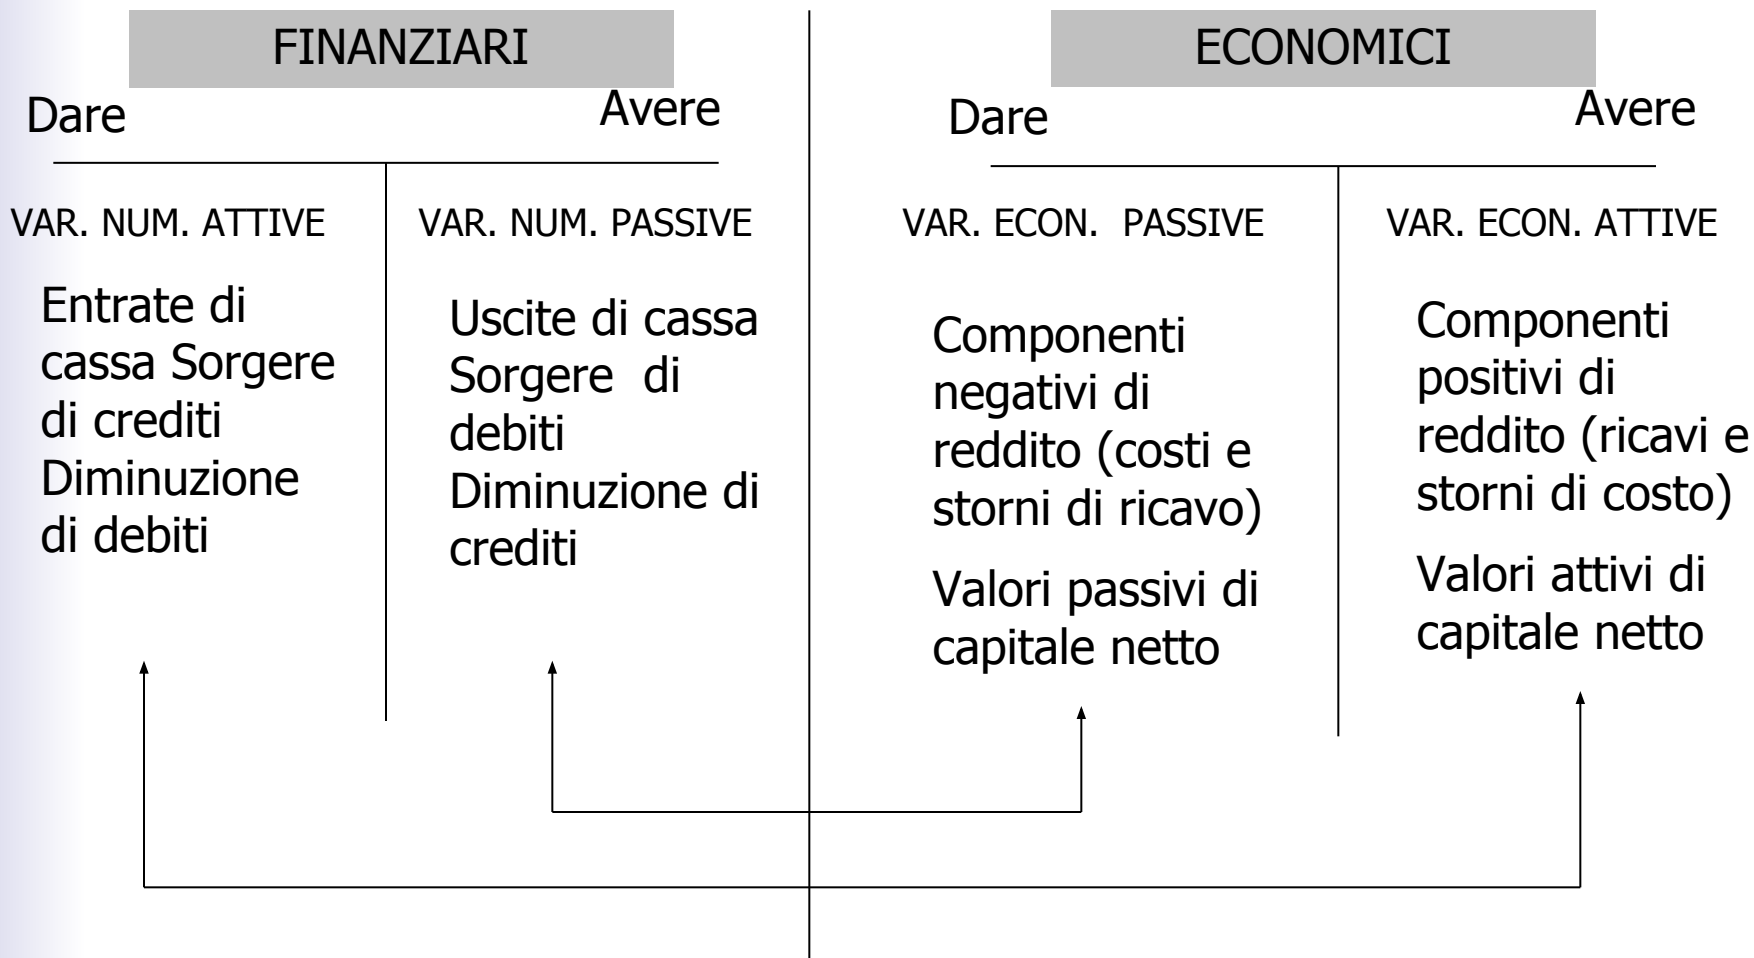 FINANZIARI
Dare
Avere
VAR. NUM. ATTIVE
VAR. NUM. PASSIVE
Entrate di
cassa Sorgere
di crediti
Diminuzione
di debiti
Uscite di cassa
Sorgere di
debiti
Diminuzione di
crediti
ECONOMICI
Dare
Avere
VAR. ECON. PASSIVE
VAR. ECON. ATTIVE
Componenti
negativi di
reddito (costi e
storni di ricavo)
Valori passivi di
capitale netto
Componenti
positivi di
reddito (ricavi e
storni di costo)
Valori attivi di
capitale netto